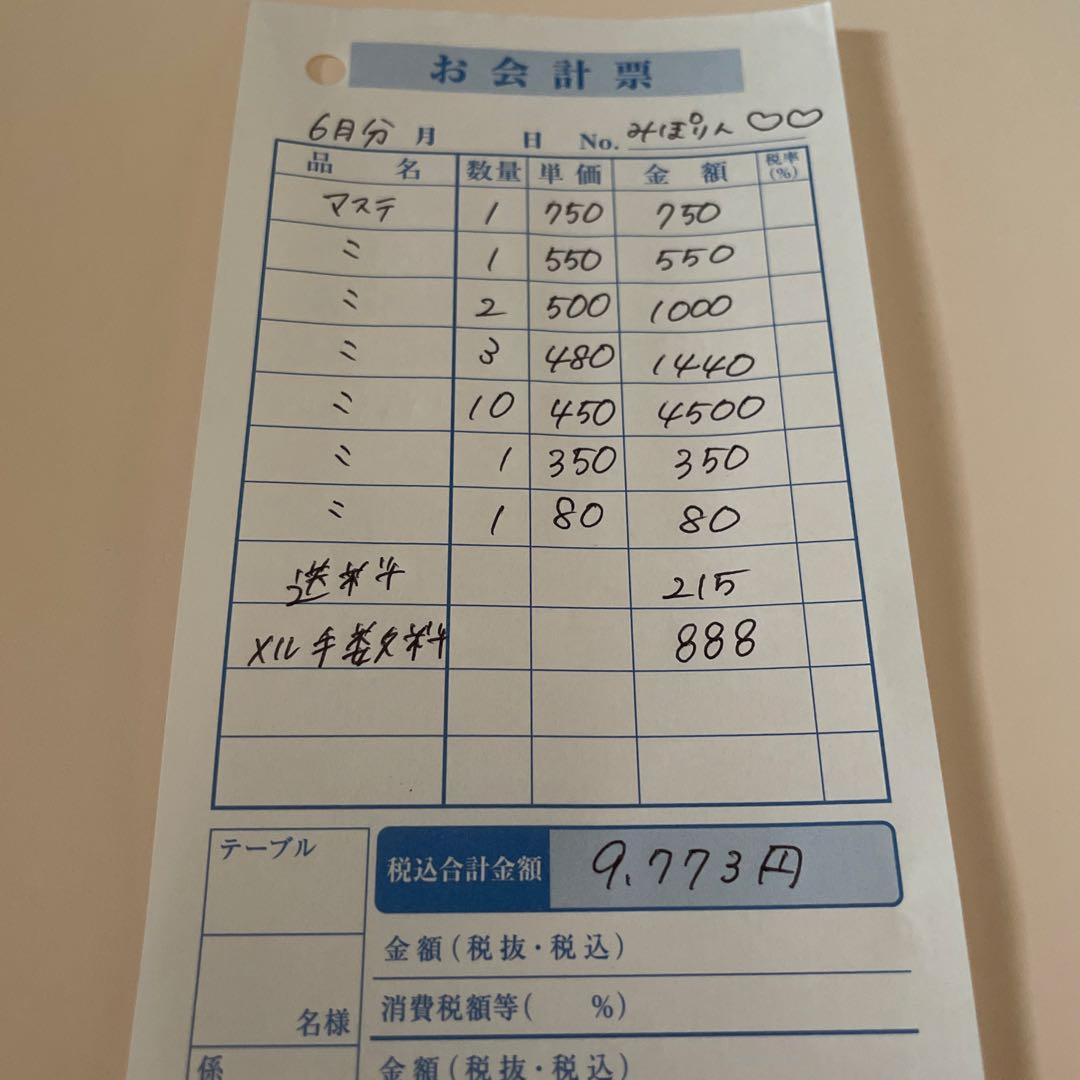 お会計票
6月分 月 日 No. みぽりん ♡♡
品名 数量 単価 金額 税率(%)
マステ 1 750 750
〃 1 550 550
〃 2 500 1000
〃 3 480 1440
〃 10 450 4500
〃 1 350 350
〃 1 80 80
送料 215
メル手数料 888
テーブル
税込合計金額 9,773円
金額(税抜・税込)
名様
消費税額等( %)
係
金額(税抜・税込)